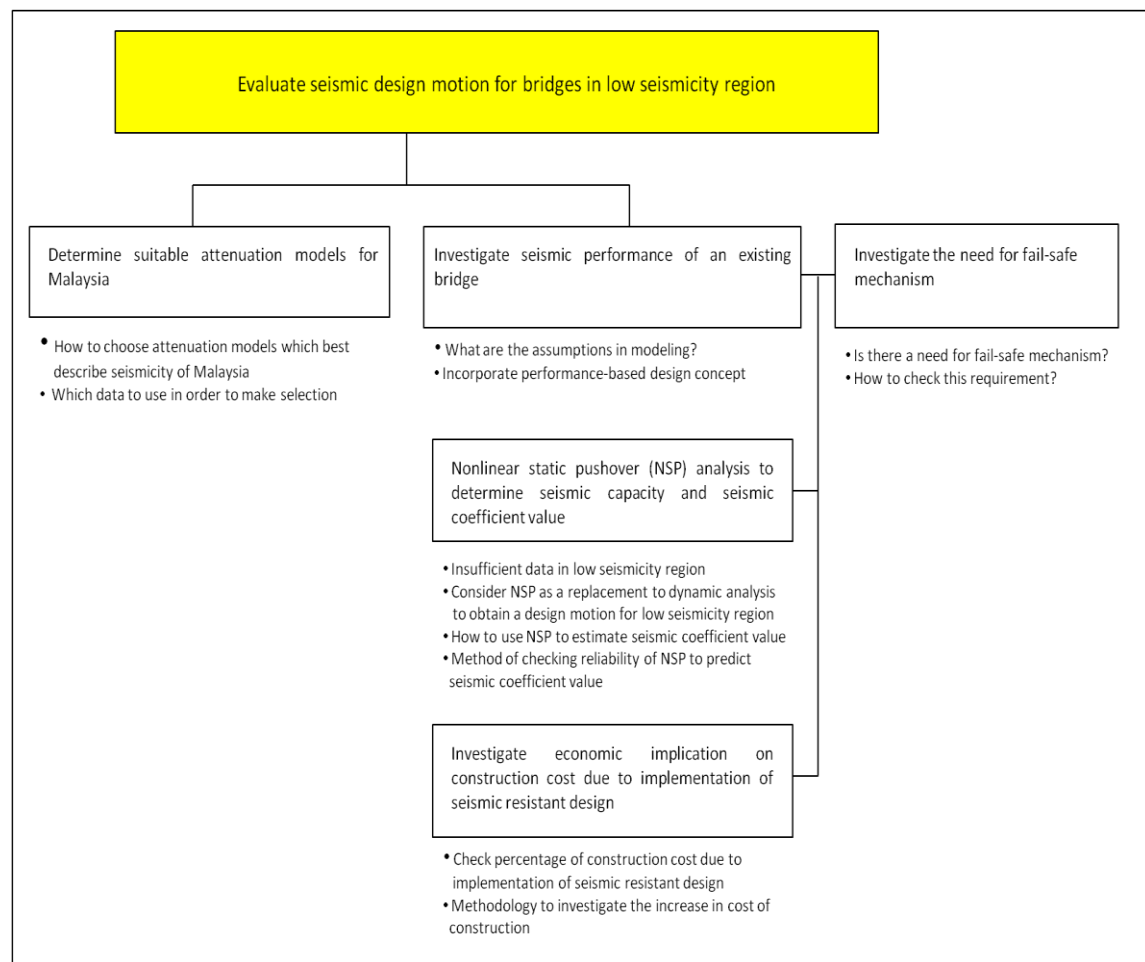 Evaluate seismic design motion for bridges in low seismicity region
Determine suitable attenuation models for
Malaysia
• How to choose attenuation models which best
describe seismicity of Malaysia
• Which data to use in order to make selection
Investigate seismic performance of an existing
bridge
• What are the assumptions in modeling?
• Incorporate performance-based design concept
Investigate the need for fail-safe
mechanism
• Is there a need for fail-safe mechanism?
• How to check this requirement?
Nonlinear static pushover (NSP) analysis to
determine seismic capacity and seismic
coefficient value
• Insufficient data in low seismicity region
• Consider NSP as a replacement to dynamic analysis
to obtain a design motion for low seismicity region
• How to use NSP to estimate seismic coefficient value
• Method of checking reliability of NSP to predict
seismic coefficient value
Investigate economic implication on
construction cost due to implementation of
seismic resistant design
• Check percentage of construction cost due to
implementation of seismic resistant design
• Methodology to investigate the increase in cost of
construction